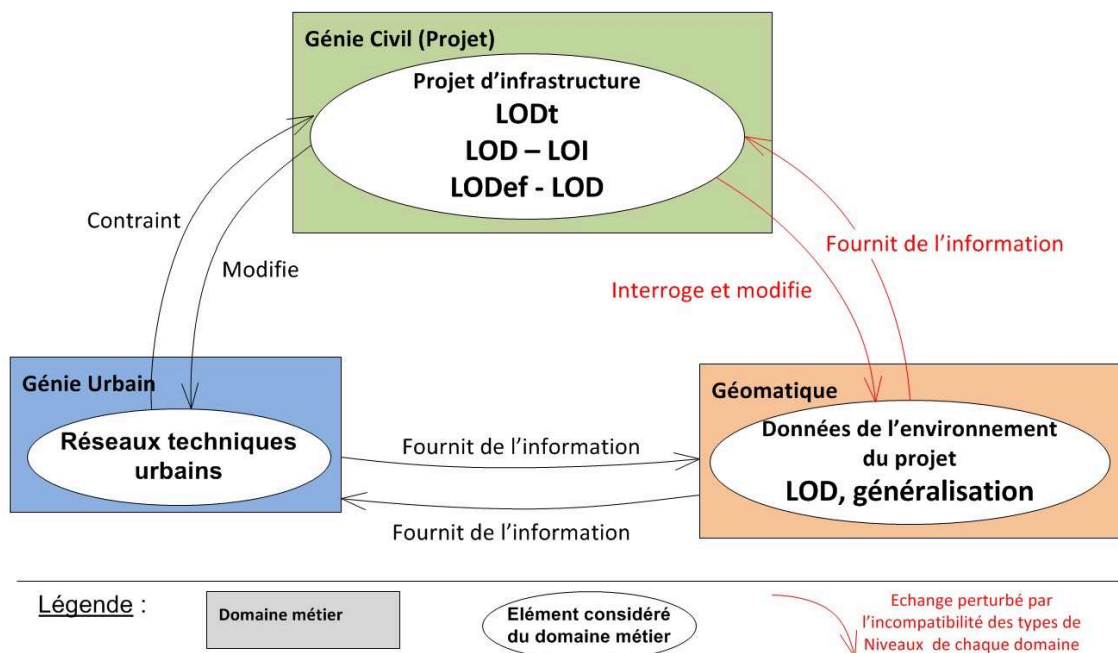 Génie Civil (Projet)
Projet d’infrastructure
LODt
LOD – LOI
LODef - LOD
Contraint
Modifie
Fournit de l’information
Interroge et modifie
Génie Urbain
Réseaux techniques
urbains
Fournit de l’information
Fournit de l’information
Géomatique
Données de l’environnement
du projet
LOD, généralisation
Légende :
Domaine métier
Elément considéré
du domaine métier
Echange perturbé par
l’incompatibilité des types de
Niveaux de chaque domaine